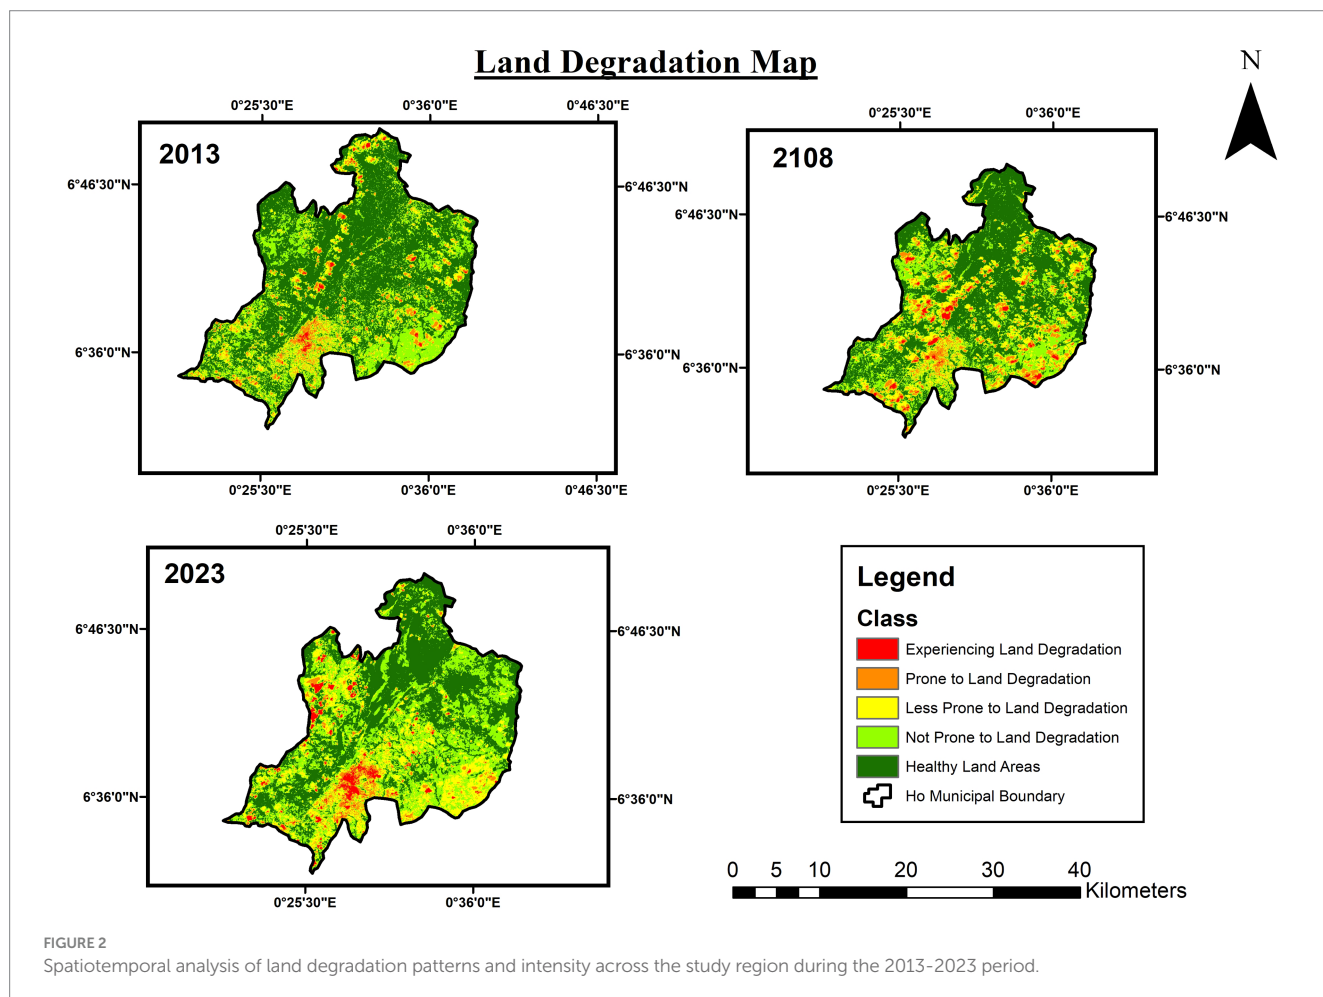 Land Degradation Map
N
0°25'30"E 0°36'0"E 0°46'30"E
2013
6°46'30"N 6°46'30"N
6°36'0"N 6°36'0"N
0°25'30"E 0°36'0"E 0°46'30"E
0°25'30"E 0°36'0"E
2108
6°46'30"N 6°46'30"N
6°36'0"N 6°36'0"N
0°25'30"E 0°36'0"E
0°25'30"E 0°36'0"E
2023
6°46'30"N 6°46'30"N
6°36'0"N 6°36'0"N
0°25'30"E 0°36'0"E
Legend
Class
Experiencing Land Degradation
Prone to Land Degradation
Less Prone to Land Degradation
Not Prone to Land Degradation
Healthy Land Areas
Ho Municipal Boundary
0 5 10 20 30 40
Kilometers
FIGURE 2
Spatiotemporal analysis of land degradation patterns and intensity across the study region during the 2013-2023 period.